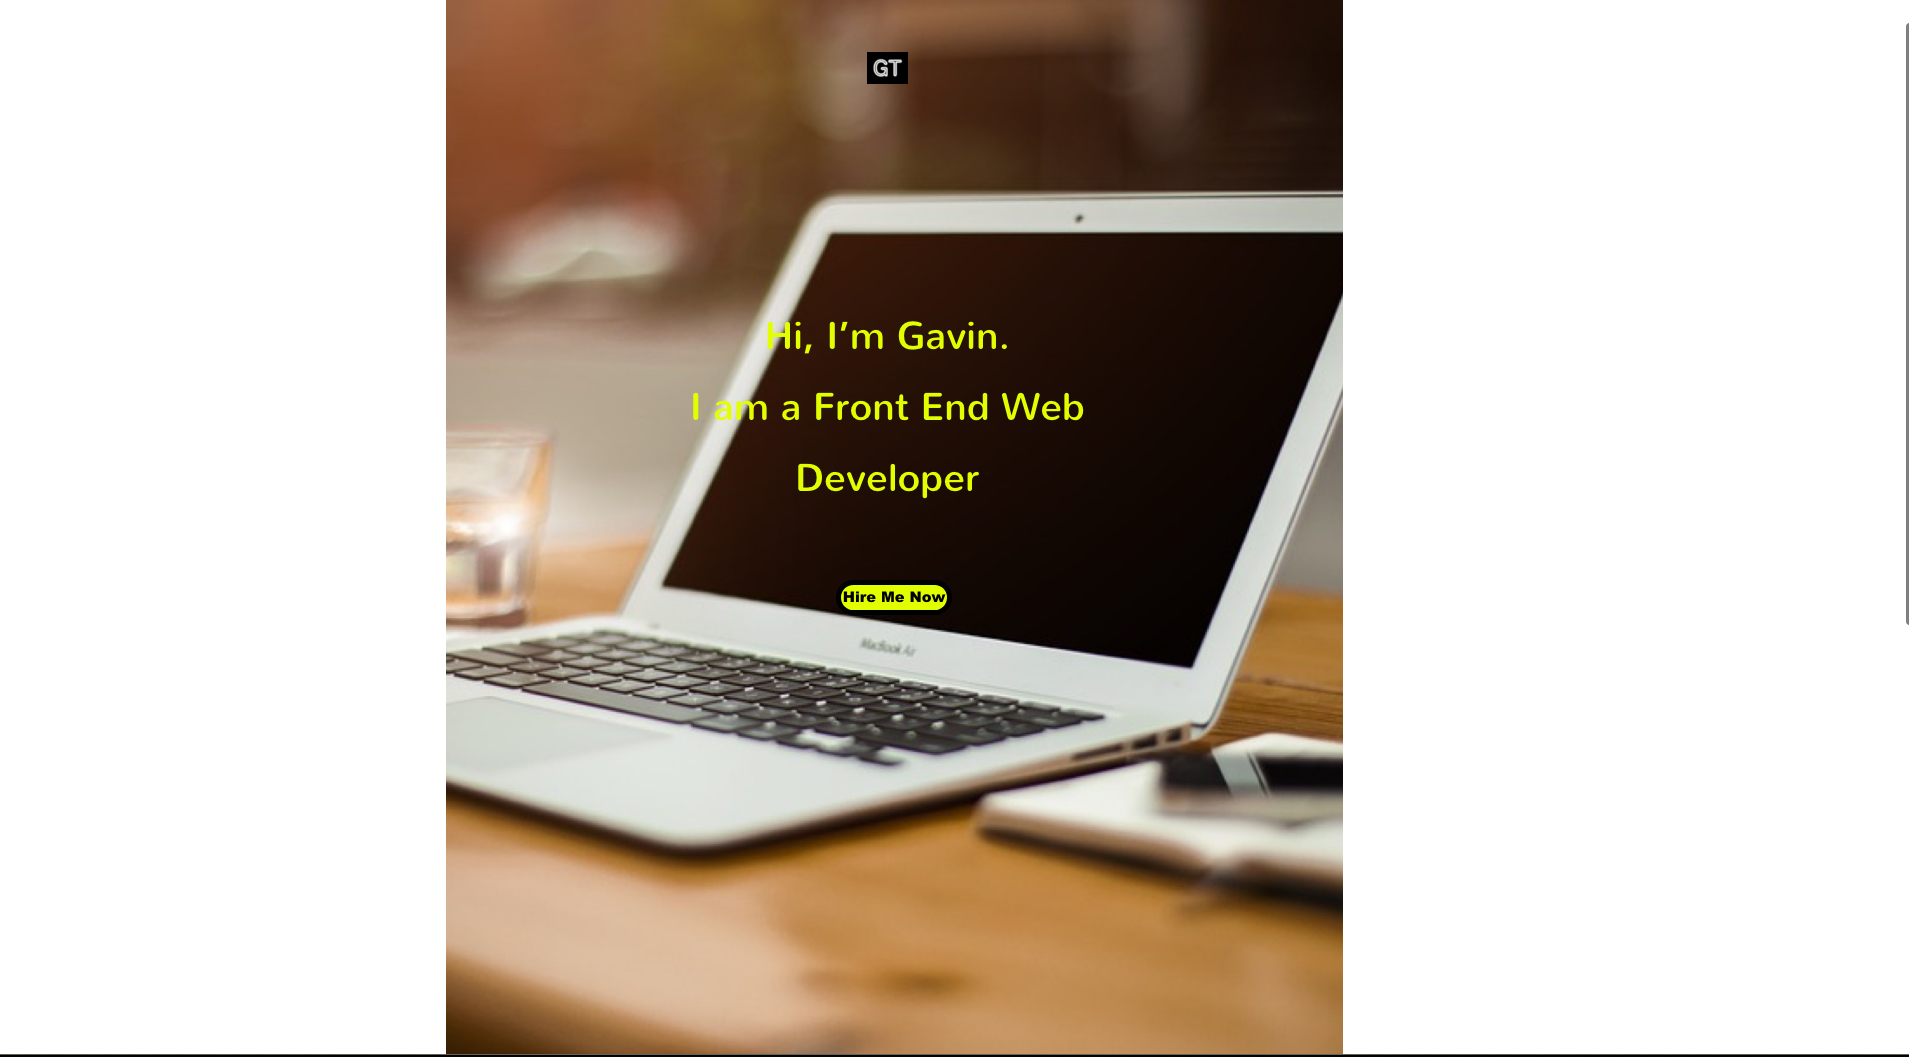 GT
Hi, I’m Gavin.
I am a Front End Web
Developer
Hire Me Now
MacBook Air